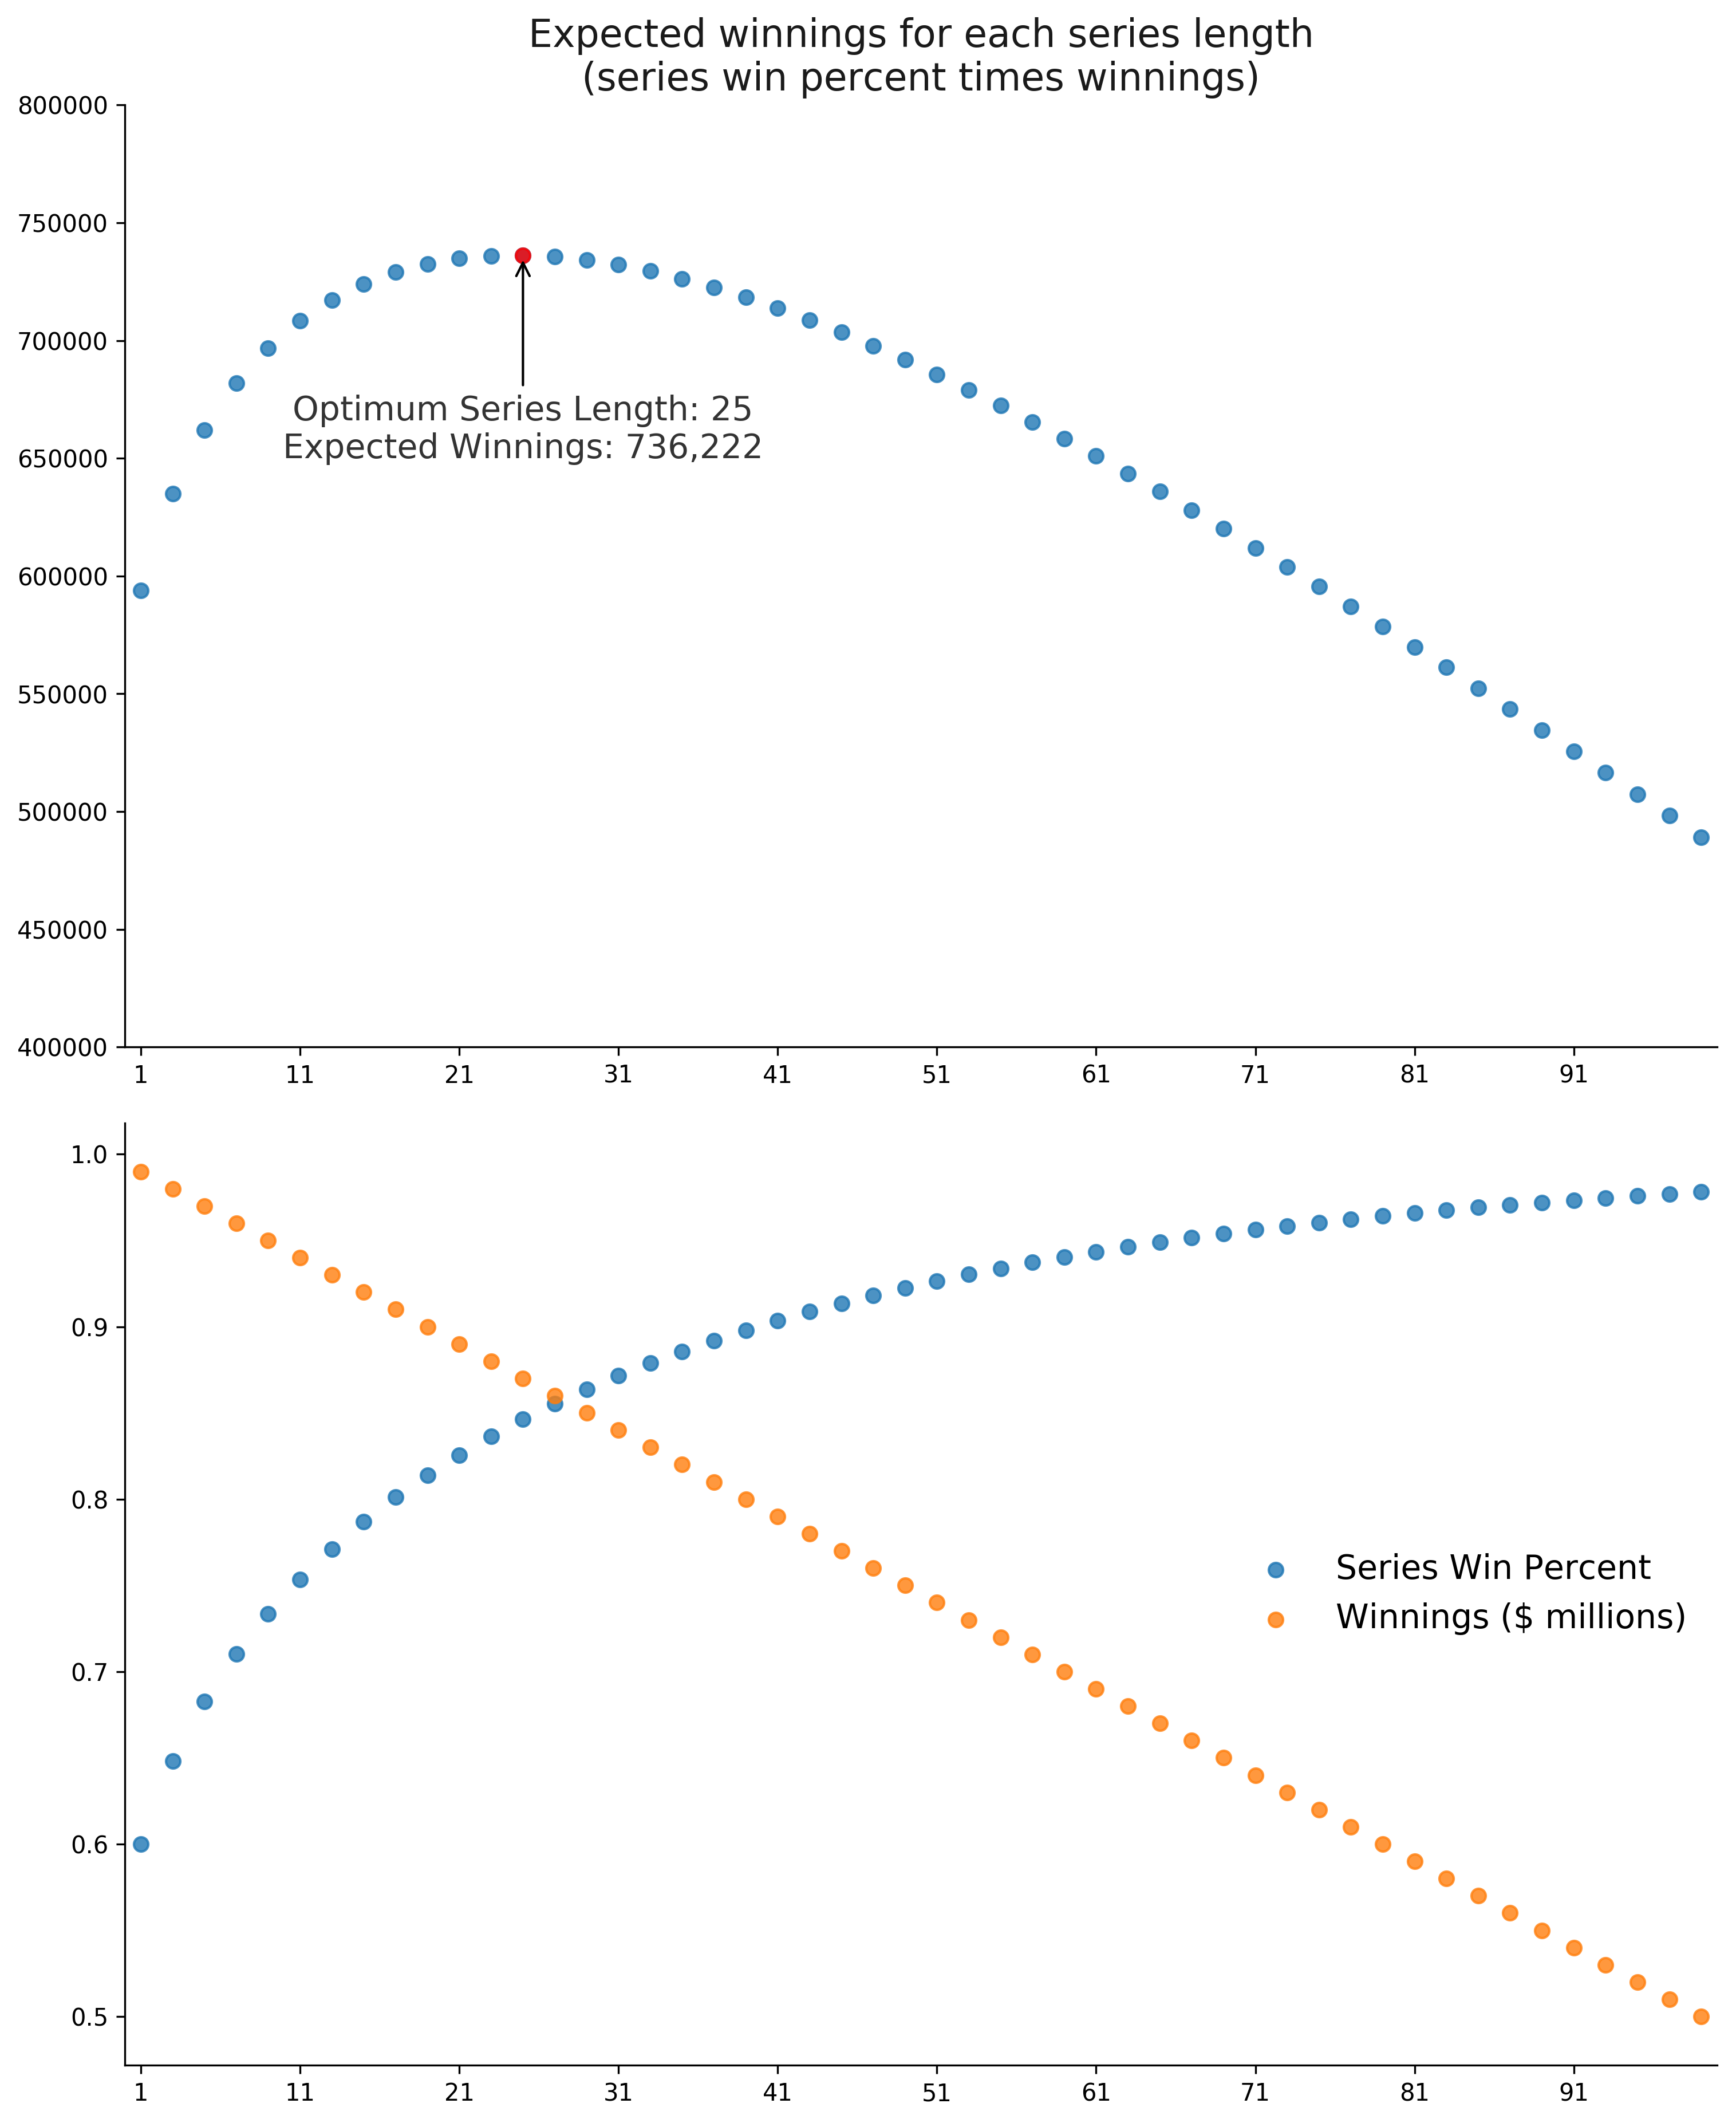 Expected winnings for each series length
(series win percent times winnings)
800000
750000
700000
650000
600000
550000
500000
450000
400000
Optimum Series Length: 25
Expected Winnings: 736,222
1 11 21 31 41 51 61 71 81 91
1.0
0.9
0.8
0.7
0.6
0.5
Series Win Percent
Winnings ($ millions)
1 11 21 31 41 51 61 71 81 91